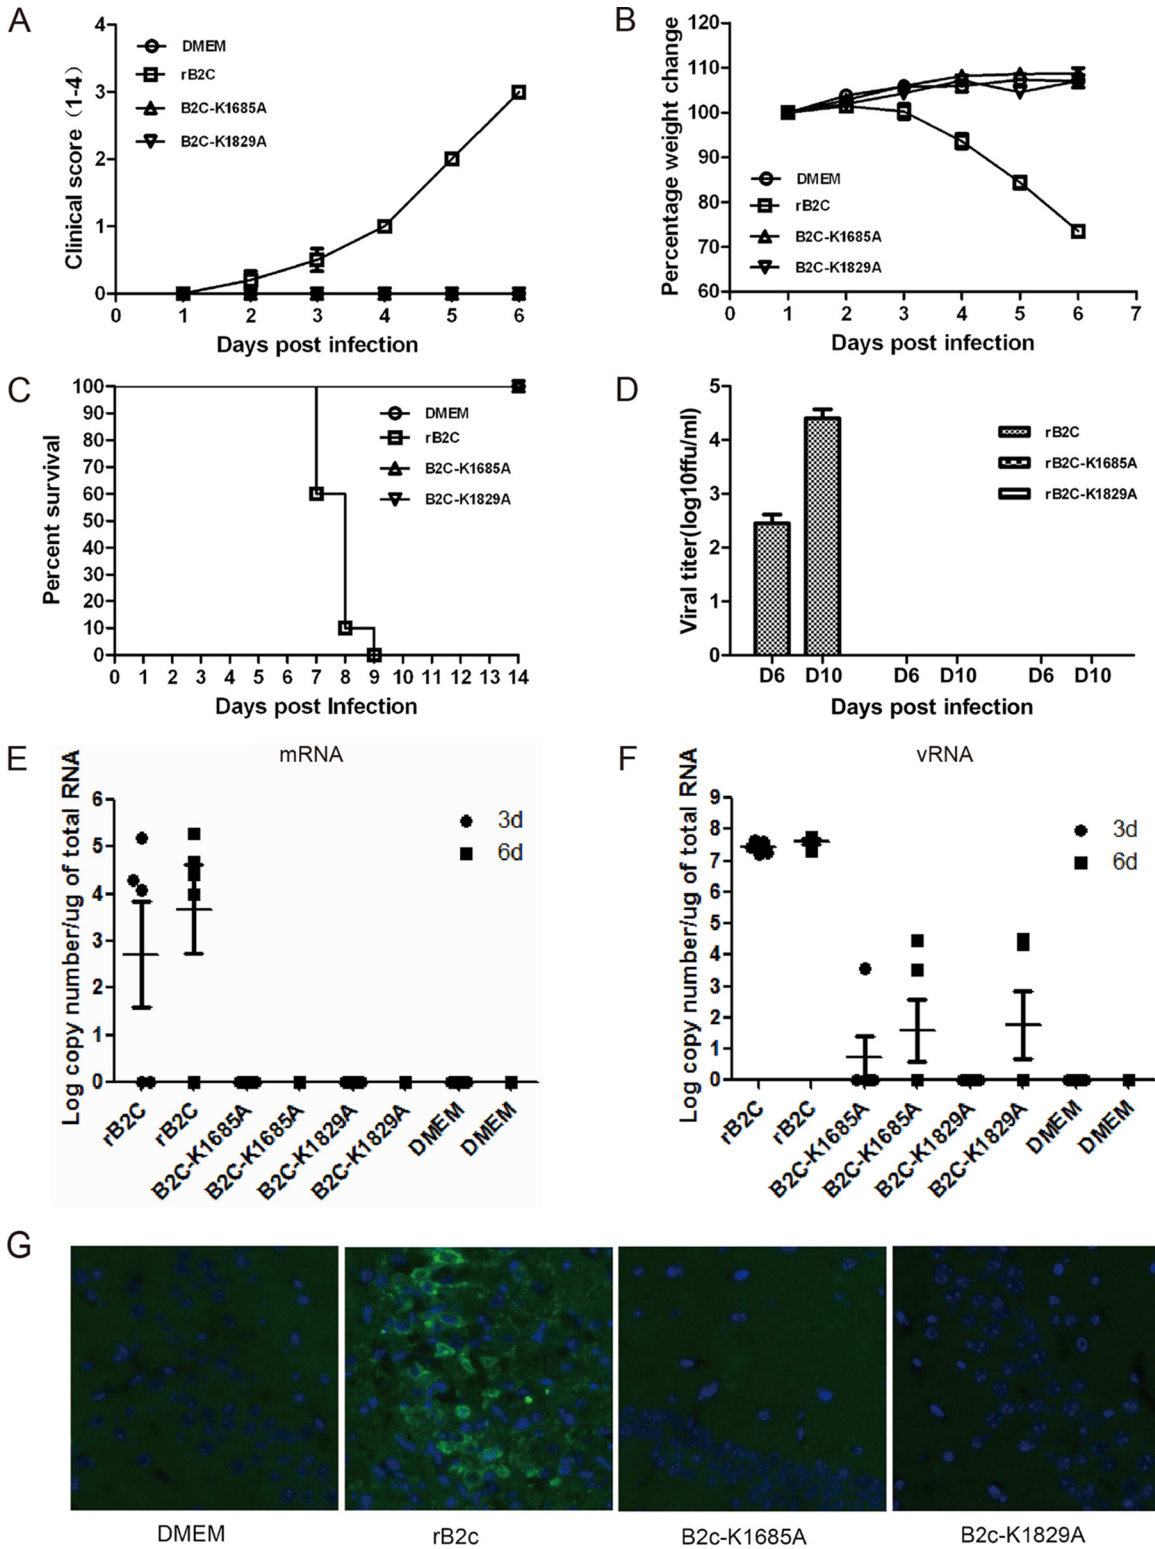 A
Clinical score (1-4)
4
3
2
1
0
DMEM
rB2C
B2C-K1685A
B2C-K1829A
0 1 2 3 4 5 6
Days post infection
B
Percentage weight change
120
110
100
90
80
70
60
DMEM
rB2C
B2C-K1685A
B2C-K1829A
0 1 2 3 4 5 6 7
Days post infection
C
Percent survival
100
90
80
70
60
50
40
30
20
10
0
DMEM
rB2C
B2C-K1685A
B2C-K1829A
0 1 2 3 4 5 6 7 8 9 10 11 12 13 14
Days post Infection
D
Viral titer(log10ffu/ml)
5
4
3
2
1
0
rB2C
rB2C-K1685A
rB2C-K1829A
D6 D10 D6 D10 D6 D10
Days post infection
E
mRNA
Log copy number/ug of total RNA
6
5
4
3
2
1
0
3d
6d
rB2C
rB2C
B2C-K1685A
B2C-K1685A
B2C-K1829A
B2C-K1829A
DMEM
DMEM
F
vRNA
Log copy number/ug of total RNA
9
8
7
6
5
4
3
2
1
0
3d
6d
rB2C
rB2C
B2C-K1685A
B2C-K1685A
B2C-K1829A
B2C-K1829A
DMEM
DMEM
G
DMEM
rB2c
B2c-K1685A
B2c-K1829A